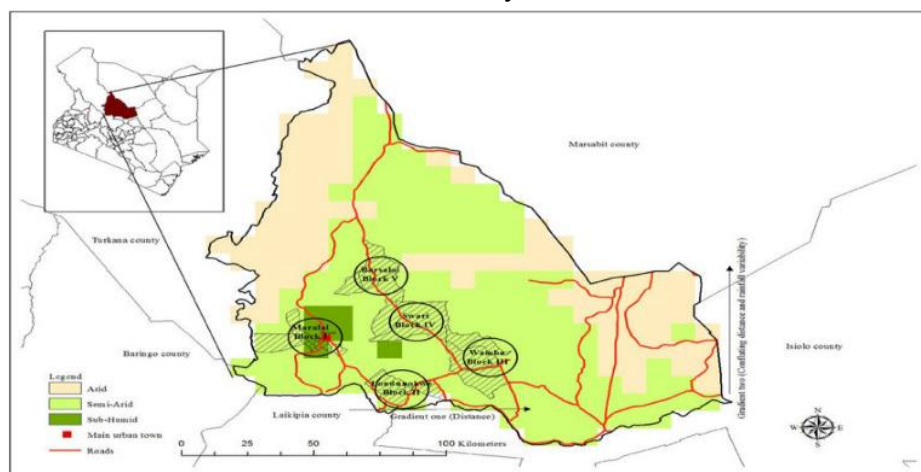 Marsabit county
Turkana county
Barsaloi
Block V
Swari
Block IV
Maralal
Wamba
Block III
Block II
Baringo county
Isiolo county
Laikipia county
Gradient one (Distance)
Gradient two (Conflating distance and rainfall variability)
Legend
Arid
Semi-Arid
Sub-Humid
Main urban town
Roads
0
50
100 Kilometers
N
W
E
S